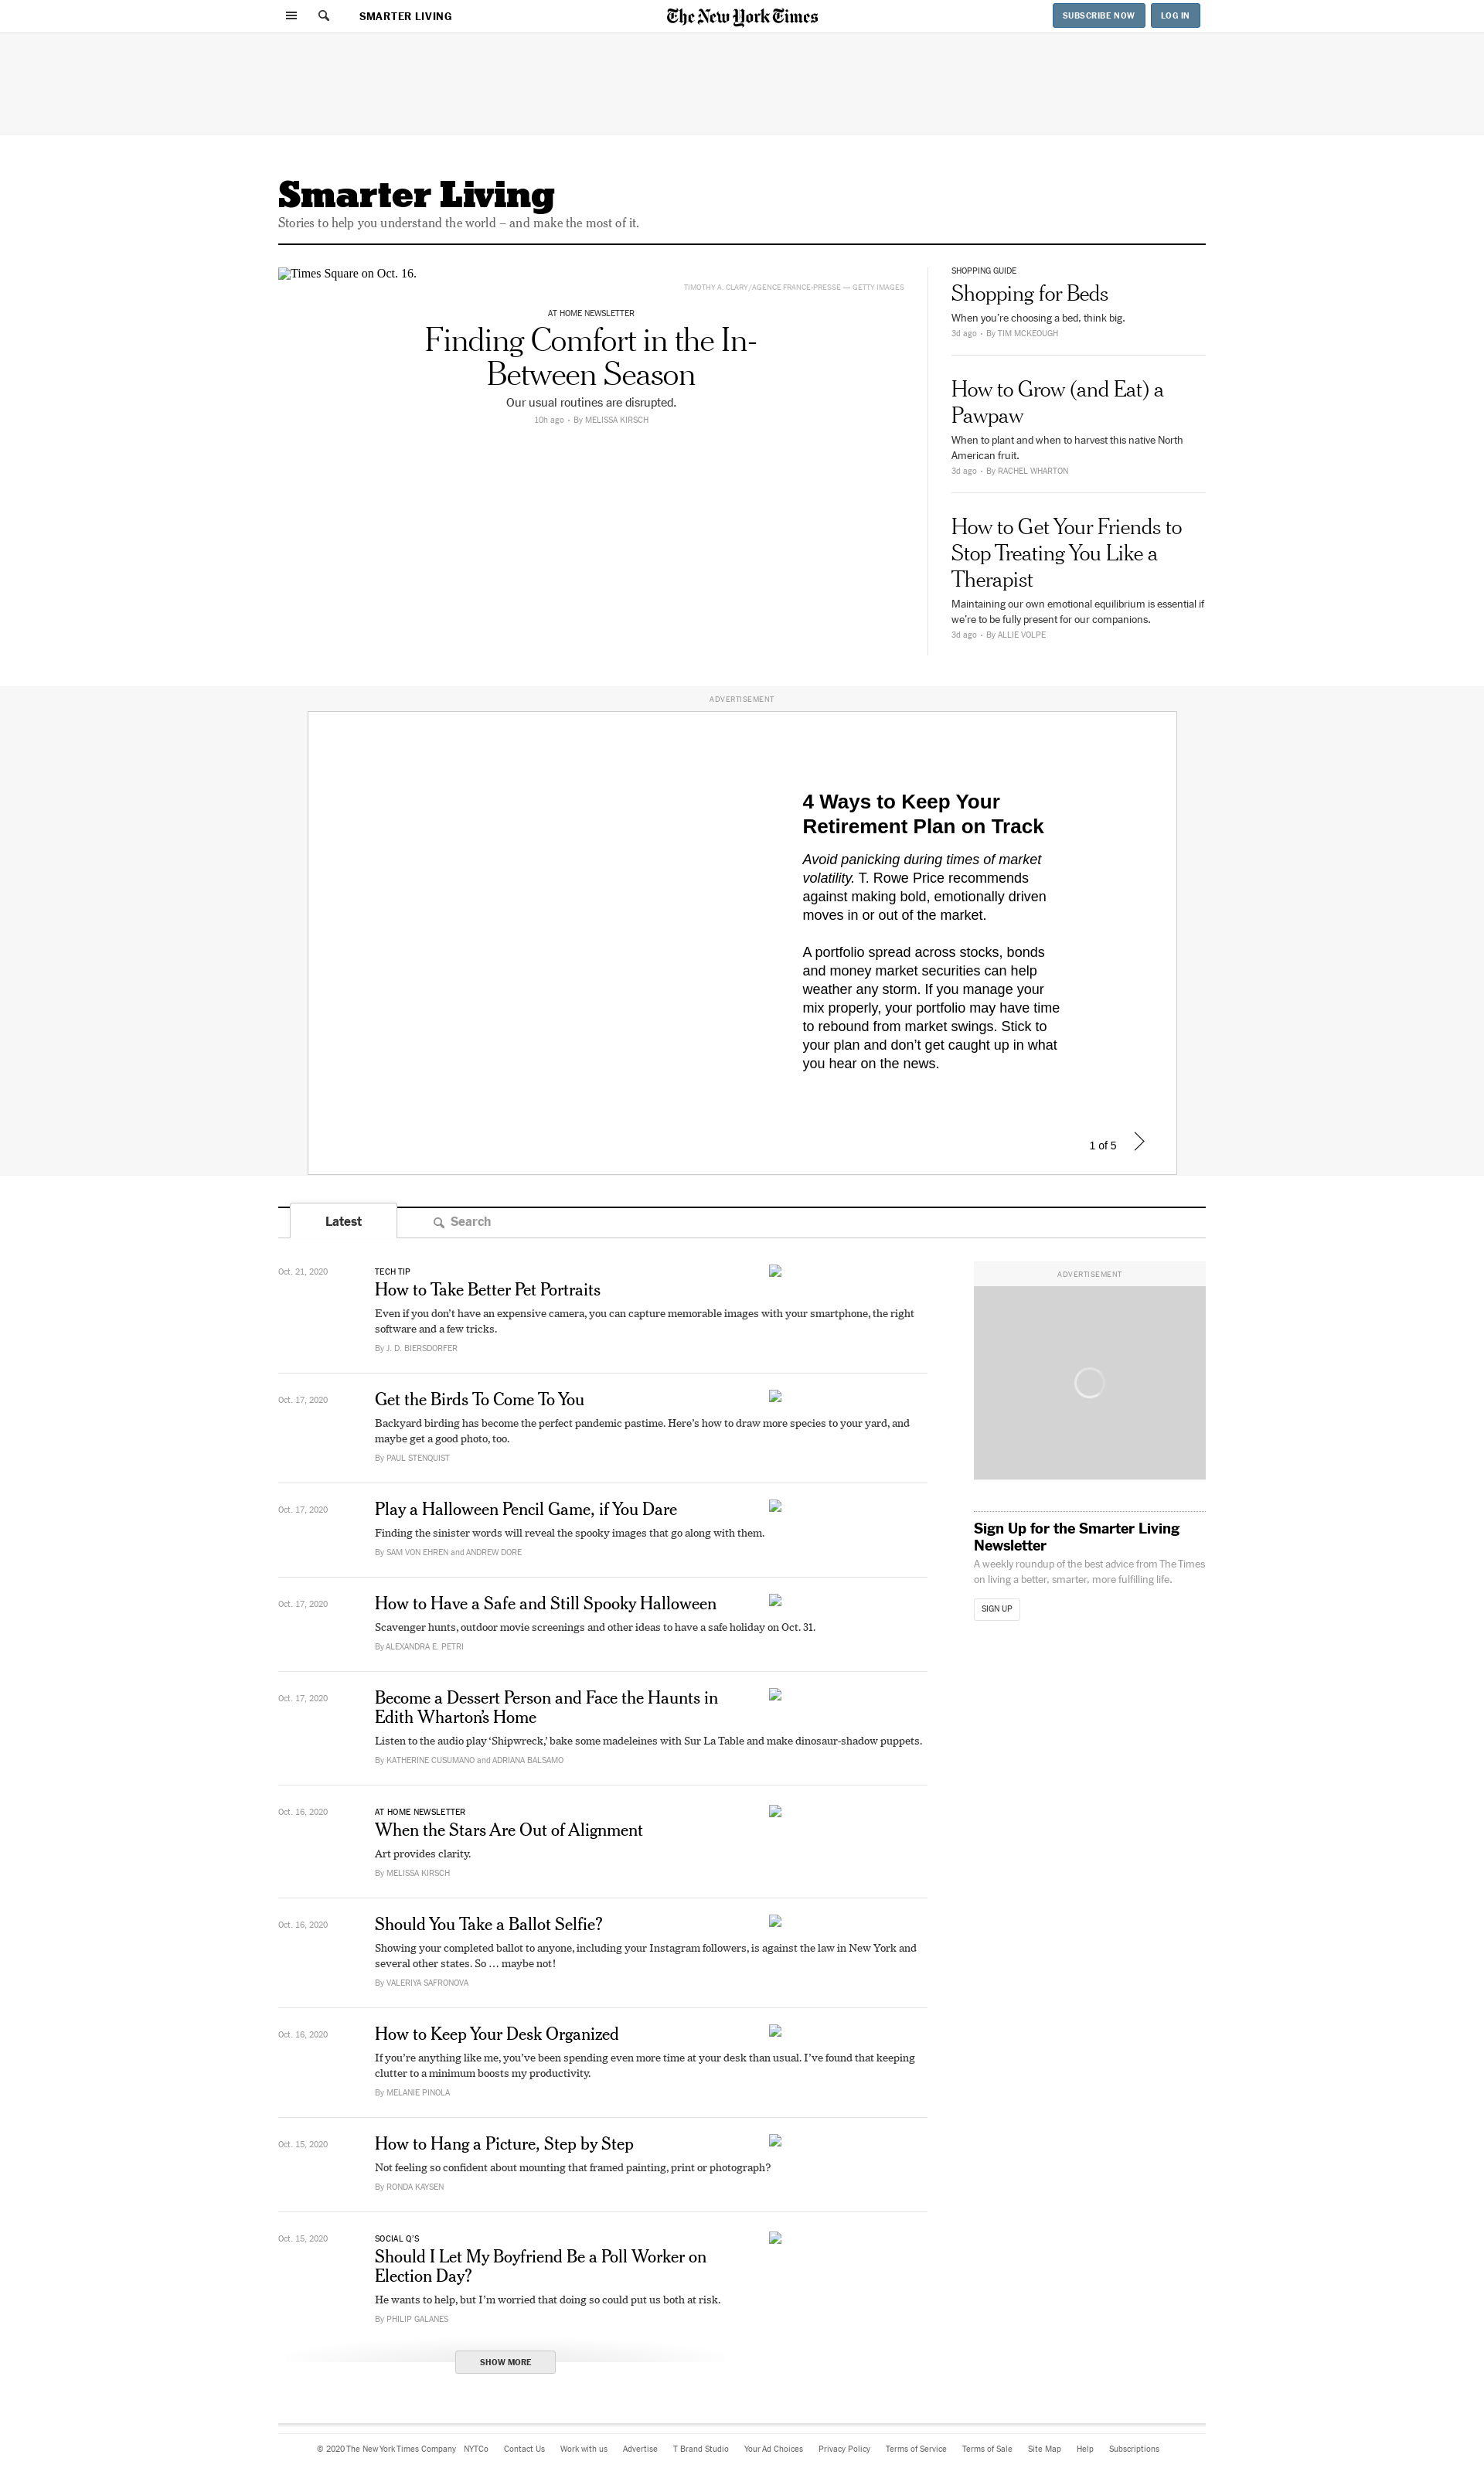 SMARTER LIVING
The New York Times
SUBSCRIBE NOW
LOG IN
Smarter Living
Stories to help you understand the world – and make the most of it.
Times Square on Oct. 16.
TIMOTHY A. CLARY/AGENCE FRANCE-PRESSE — GETTY IMAGES
AT HOME NEWSLETTER
Finding Comfort in the In-
Between Season
Our usual routines are disrupted.
10h ago • By MELISSA KIRSCH
SHOPPING GUIDE
Shopping for Beds
When you’re choosing a bed, think big.
3d ago • By TIM MCKEOUGH
How to Grow (and Eat) a
Pawpaw
When to plant and when to harvest this native North
American fruit.
3d ago • By RACHEL WHARTON
How to Get Your Friends to
Stop Treating You Like a
Therapist
Maintaining our own emotional equilibrium is essential if
we’re to be fully present for our companions.
3d ago • By ALLIE VOLPE
ADVERTISEMENT
4 Ways to Keep Your
Retirement Plan on Track
Avoid panicking during times of market
volatility. T. Rowe Price recommends
against making bold, emotionally driven
moves in or out of the market.
A portfolio spread across stocks, bonds
and money market securities can help
weather any storm. If you manage your
mix properly, your portfolio may have time
to rebound from market swings. Stick to
your plan and don’t get caught up in what
you hear on the news.
1 of 5
Latest
Search
Oct. 21, 2020
TECH TIP
How to Take Better Pet Portraits
Even if you don’t have an expensive camera, you can capture memorable images with your smartphone, the right
software and a few tricks.
By J. D. BIERSDORFER
Oct. 17, 2020
Get the Birds To Come To You
Backyard birding has become the perfect pandemic pastime. Here’s how to draw more species to your yard, and
maybe get a good photo, too.
By PAUL STENQUIST
Oct. 17, 2020
Play a Halloween Pencil Game, if You Dare
Finding the sinister words will reveal the spooky images that go along with them.
By SAM VON EHREN and ANDREW DORE
Oct. 17, 2020
How to Have a Safe and Still Spooky Halloween
Scavenger hunts, outdoor movie screenings and other ideas to have a safe holiday on Oct. 31.
By ALEXANDRA E. PETRI
Oct. 17, 2020
Become a Dessert Person and Face the Haunts in
Edith Wharton’s Home
Listen to the audio play ‘Shipwreck,’ bake some madeleines with Sur La Table and make dinosaur-shadow puppets.
By KATHERINE CUSUMANO and ADRIANA BALSAMO
Oct. 16, 2020
AT HOME NEWSLETTER
When the Stars Are Out of Alignment
Art provides clarity.
By MELISSA KIRSCH
Oct. 16, 2020
Should You Take a Ballot Selfie?
Showing your completed ballot to anyone, including your Instagram followers, is against the law in New York and
several other states. So … maybe not!
By VALERIYA SAFRONOVA
Oct. 16, 2020
How to Keep Your Desk Organized
If you’re anything like me, you’ve been spending even more time at your desk than usual. I’ve found that keeping
clutter to a minimum boosts my productivity.
By MELANIE PINOLA
Oct. 15, 2020
How to Hang a Picture, Step by Step
Not feeling so confident about mounting that framed painting, print or photograph?
By RONDA KAYSEN
Oct. 15, 2020
SOCIAL Q’S
Should I Let My Boyfriend Be a Poll Worker on
Election Day?
He wants to help, but I’m worried that doing so could put us both at risk.
By PHILIP GALANES
SHOW MORE
ADVERTISEMENT
Sign Up for the Smarter Living
Newsletter
A weekly roundup of the best advice from The Times
on living a better, smarter, more fulfilling life.
SIGN UP
© 2020 The New York Times Company NYTCo Contact Us Work with us Advertise T Brand Studio Your Ad Choices Privacy Policy Terms of Service Terms of Sale Site Map Help Subscriptions